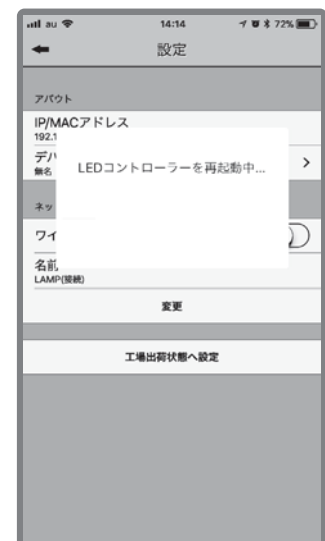 au 14:14 72%
設定
アバウト
IP/MACアドレス
192.1
デバ
無名
LEDコントローラーを再起動中...
ネッ
ワイ
名前
LAMP(接続)
変更
工場出荷状態へ設定